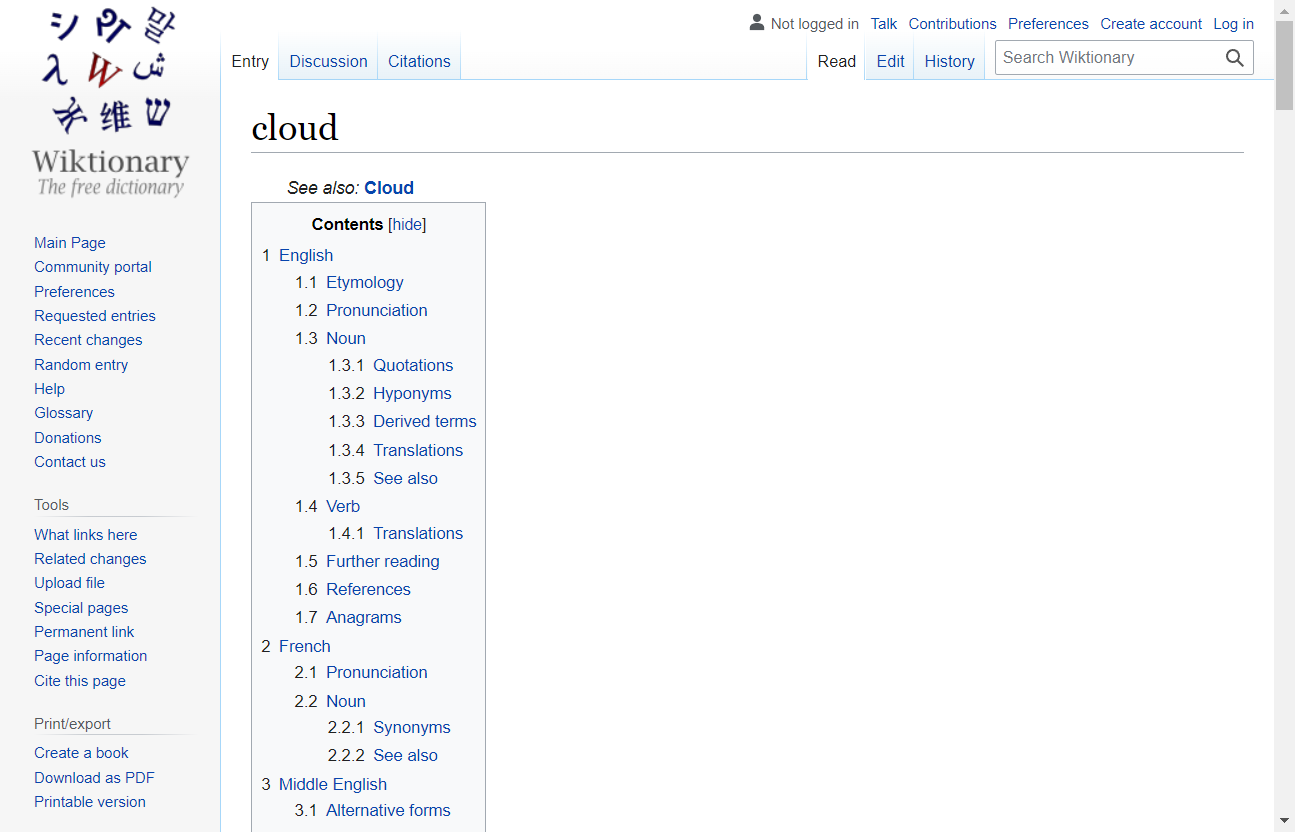 シ
Ψ
말
λ
W
ش
维
ש
Wiktionary
The free dictionary
Main Page
Community portal
Preferences
Requested entries
Recent changes
Random entry
Help
Glossary
Donations
Contact us
Tools
What links here
Related changes
Upload file
Special pages
Permanent link
Page information
Cite this page
Print/export
Create a book
Download as PDF
Printable version
Not logged in Talk Contributions Preferences Create account Log in
Entry Discussion Citations Read Edit History Search Wiktionary
cloud
See also: Cloud
Contents [hide]
1 English
1.1 Etymology
1.2 Pronunciation
1.3 Noun
1.3.1 Quotations
1.3.2 Hyponyms
1.3.3 Derived terms
1.3.4 Translations
1.3.5 See also
1.4 Verb
1.4.1 Translations
1.5 Further reading
1.6 References
1.7 Anagrams
2 French
2.1 Pronunciation
2.2 Noun
2.2.1 Synonyms
2.2.2 See also
3 Middle English
3.1 Alternative forms